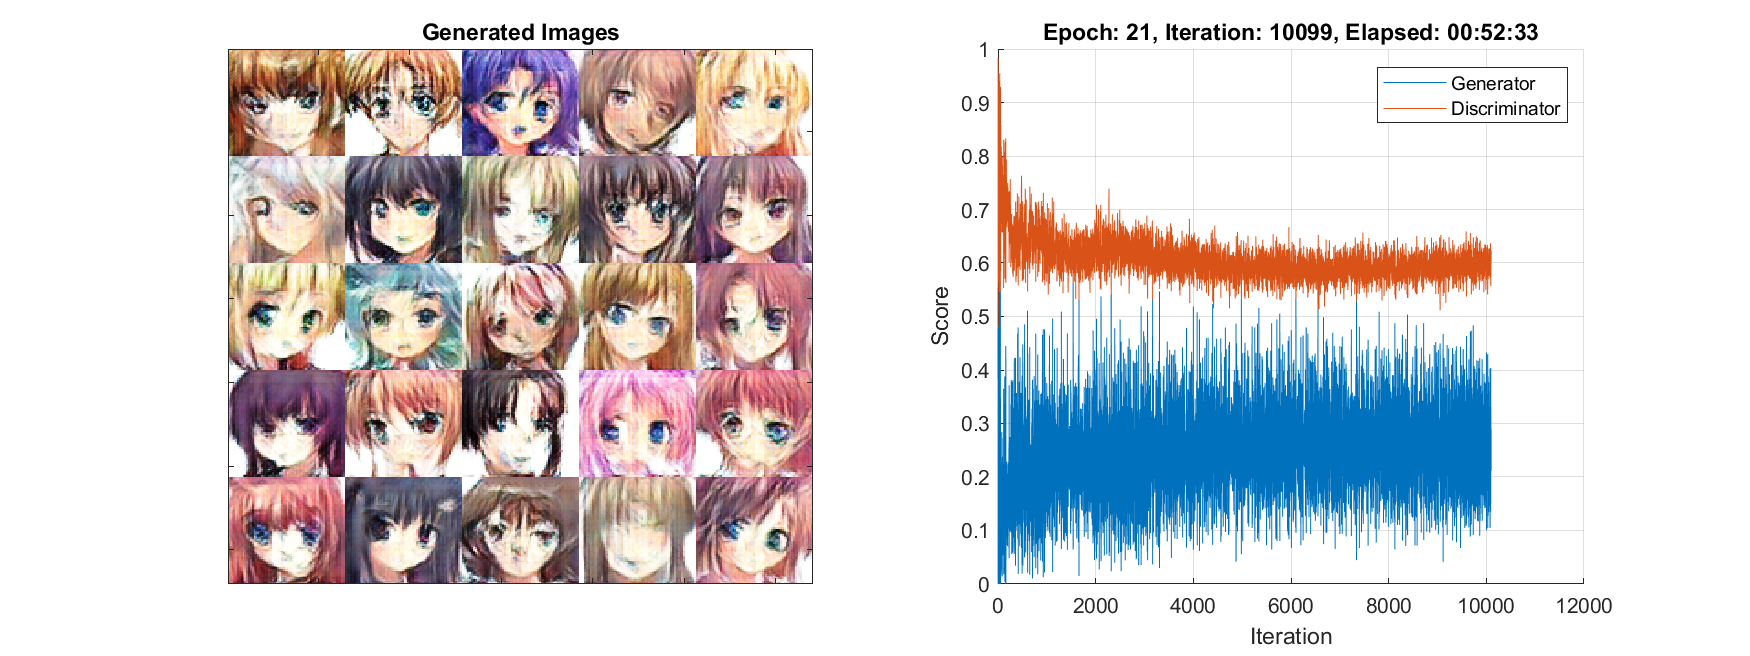 Generated Images
Epoch: 21, Iteration: 10099, Elapsed: 00:52:33
1
0.9
0.8
0.7
0.6
0.5
0.4
0.3
0.2
0.1
0
Score
Generator
Discriminator
0 2000 4000 6000 8000 10000 12000
Iteration